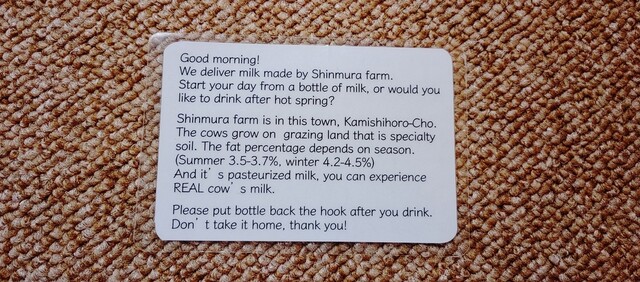 Good morning!
We deliver milk made by Shinmura farm.
Start your day from a bottle of milk, or would you
like to drink after hot spring?
Shinmura farm is in this town, Kamishihoro-Cho.
The cows grow on grazing land that is specialty
soil. The fat percentage depends on season.
(Summer 3.5-3.7%, winter 4.2-4.5%)
And it's pasteurized milk, you can experience
REAL cow's milk.
Please put bottle back the hook after you drink.
Don't take it home, thank you!